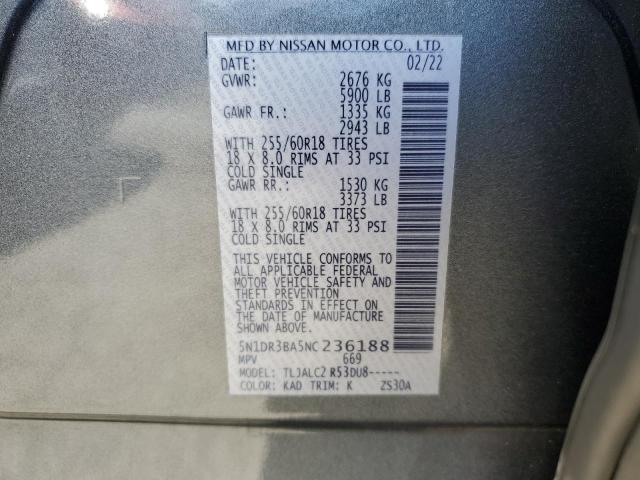 MFD BY NISSAN MOTOR CO., LTD.
DATE: 02/22
GVWR: 2676 KG
5900 LB
GAWR FR.: 1335 KG
2943 LB
WITH 255/60R18 TIRES
18 X 8.0 RIMS AT 33 PSI
COLD SINGLE
GAWR RR.: 1530 KG
3373 LB
WITH 255/60R18 TIRES
18 X 8.0 RIMS AT 33 PSI
COLD SINGLE
THIS VEHICLE CONFORMS TO
ALL APPLICABLE FEDERAL
MOTOR VEHICLE SAFETY AND
THEFT PREVENTION
STANDARDS IN EFFECT ON
THE DATE OF MANUFACTURE
SHOWN ABOVE
5N1DR3BA5NC236188
MPV 669
MODEL: TLJALC2 R53DU8-----
COLOR: KAD TRIM: K ZS30A